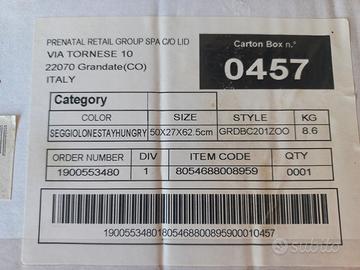 PRENATAL RETAIL GROUP SPA C/O LID
VIA TORNESE 10
22070 Grandate(CO)
ITALY
Carton Box n.°
0457
Category
COLOR SIZE STYLE KG
SEGGIOLONESTAYHUNGRY 50X27X62.5cm GRDBC201ZOO 8.6
ORDER NUMBER DIV ITEM CODE QTY
1900553480 1 8054688008959 0001
19005534801805468800895900010457
subito